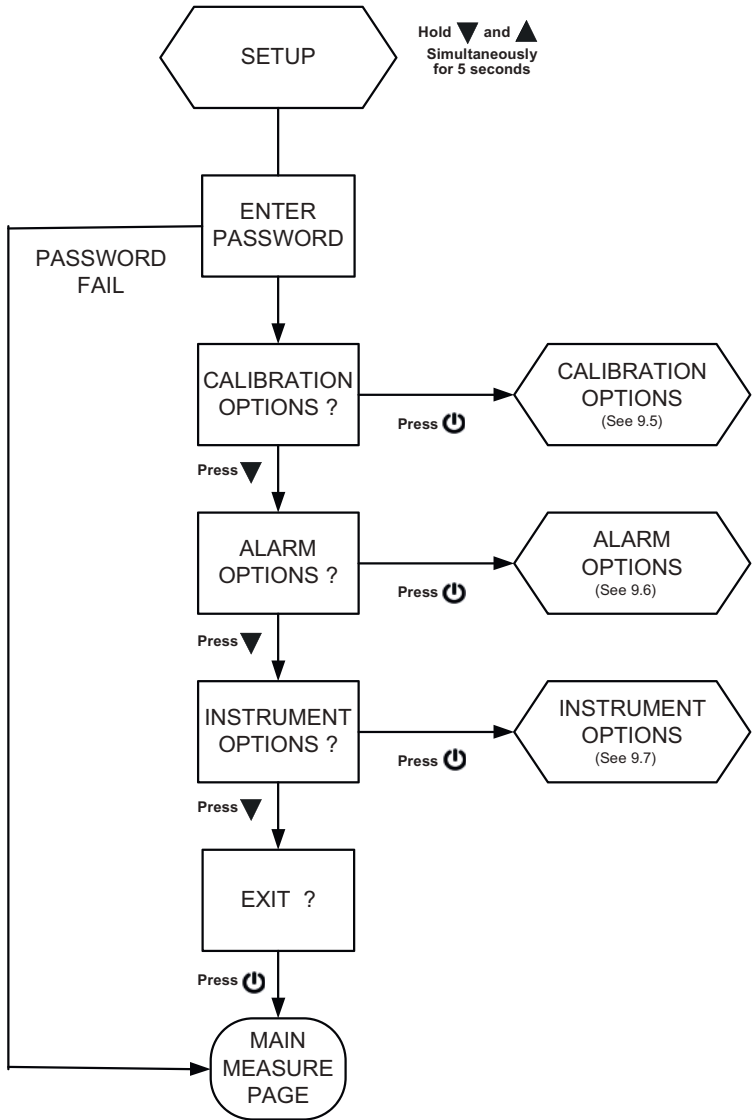 SETUP
Hold ▼ and ▲
Simultaneously
for 5 seconds
ENTER
PASSWORD
PASSWORD
FAIL
CALIBRATION
OPTIONS ?
Press ⏻
CALIBRATION
OPTIONS
(See 9.5)
Press ▼
ALARM
OPTIONS ?
Press ⏻
ALARM
OPTIONS
(See 9.6)
Press ▼
INSTRUMENT
OPTIONS ?
Press ⏻
INSTRUMENT
OPTIONS
(See 9.7)
Press ▼
EXIT ?
Press ⏻
MAIN
MEASURE
PAGE